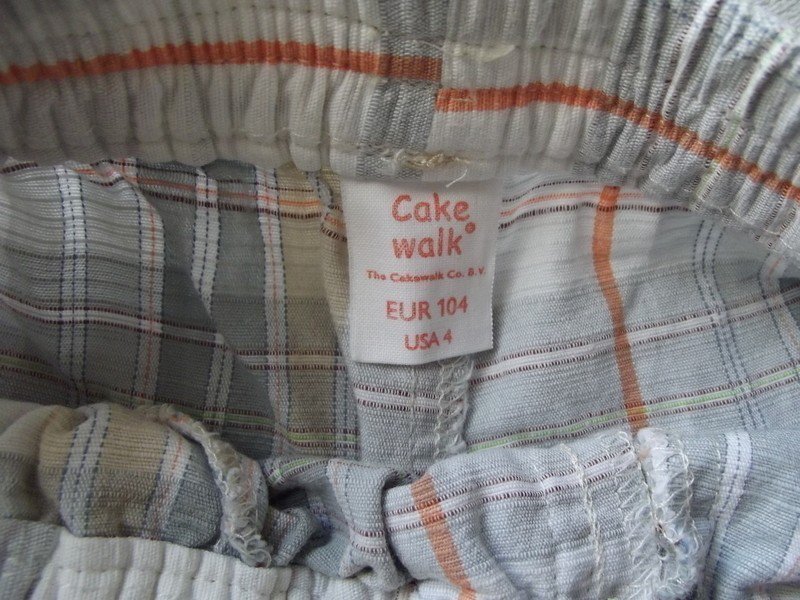 Cake
walk®
The Cakewalk Co. B.V.
EUR 104
USA 4